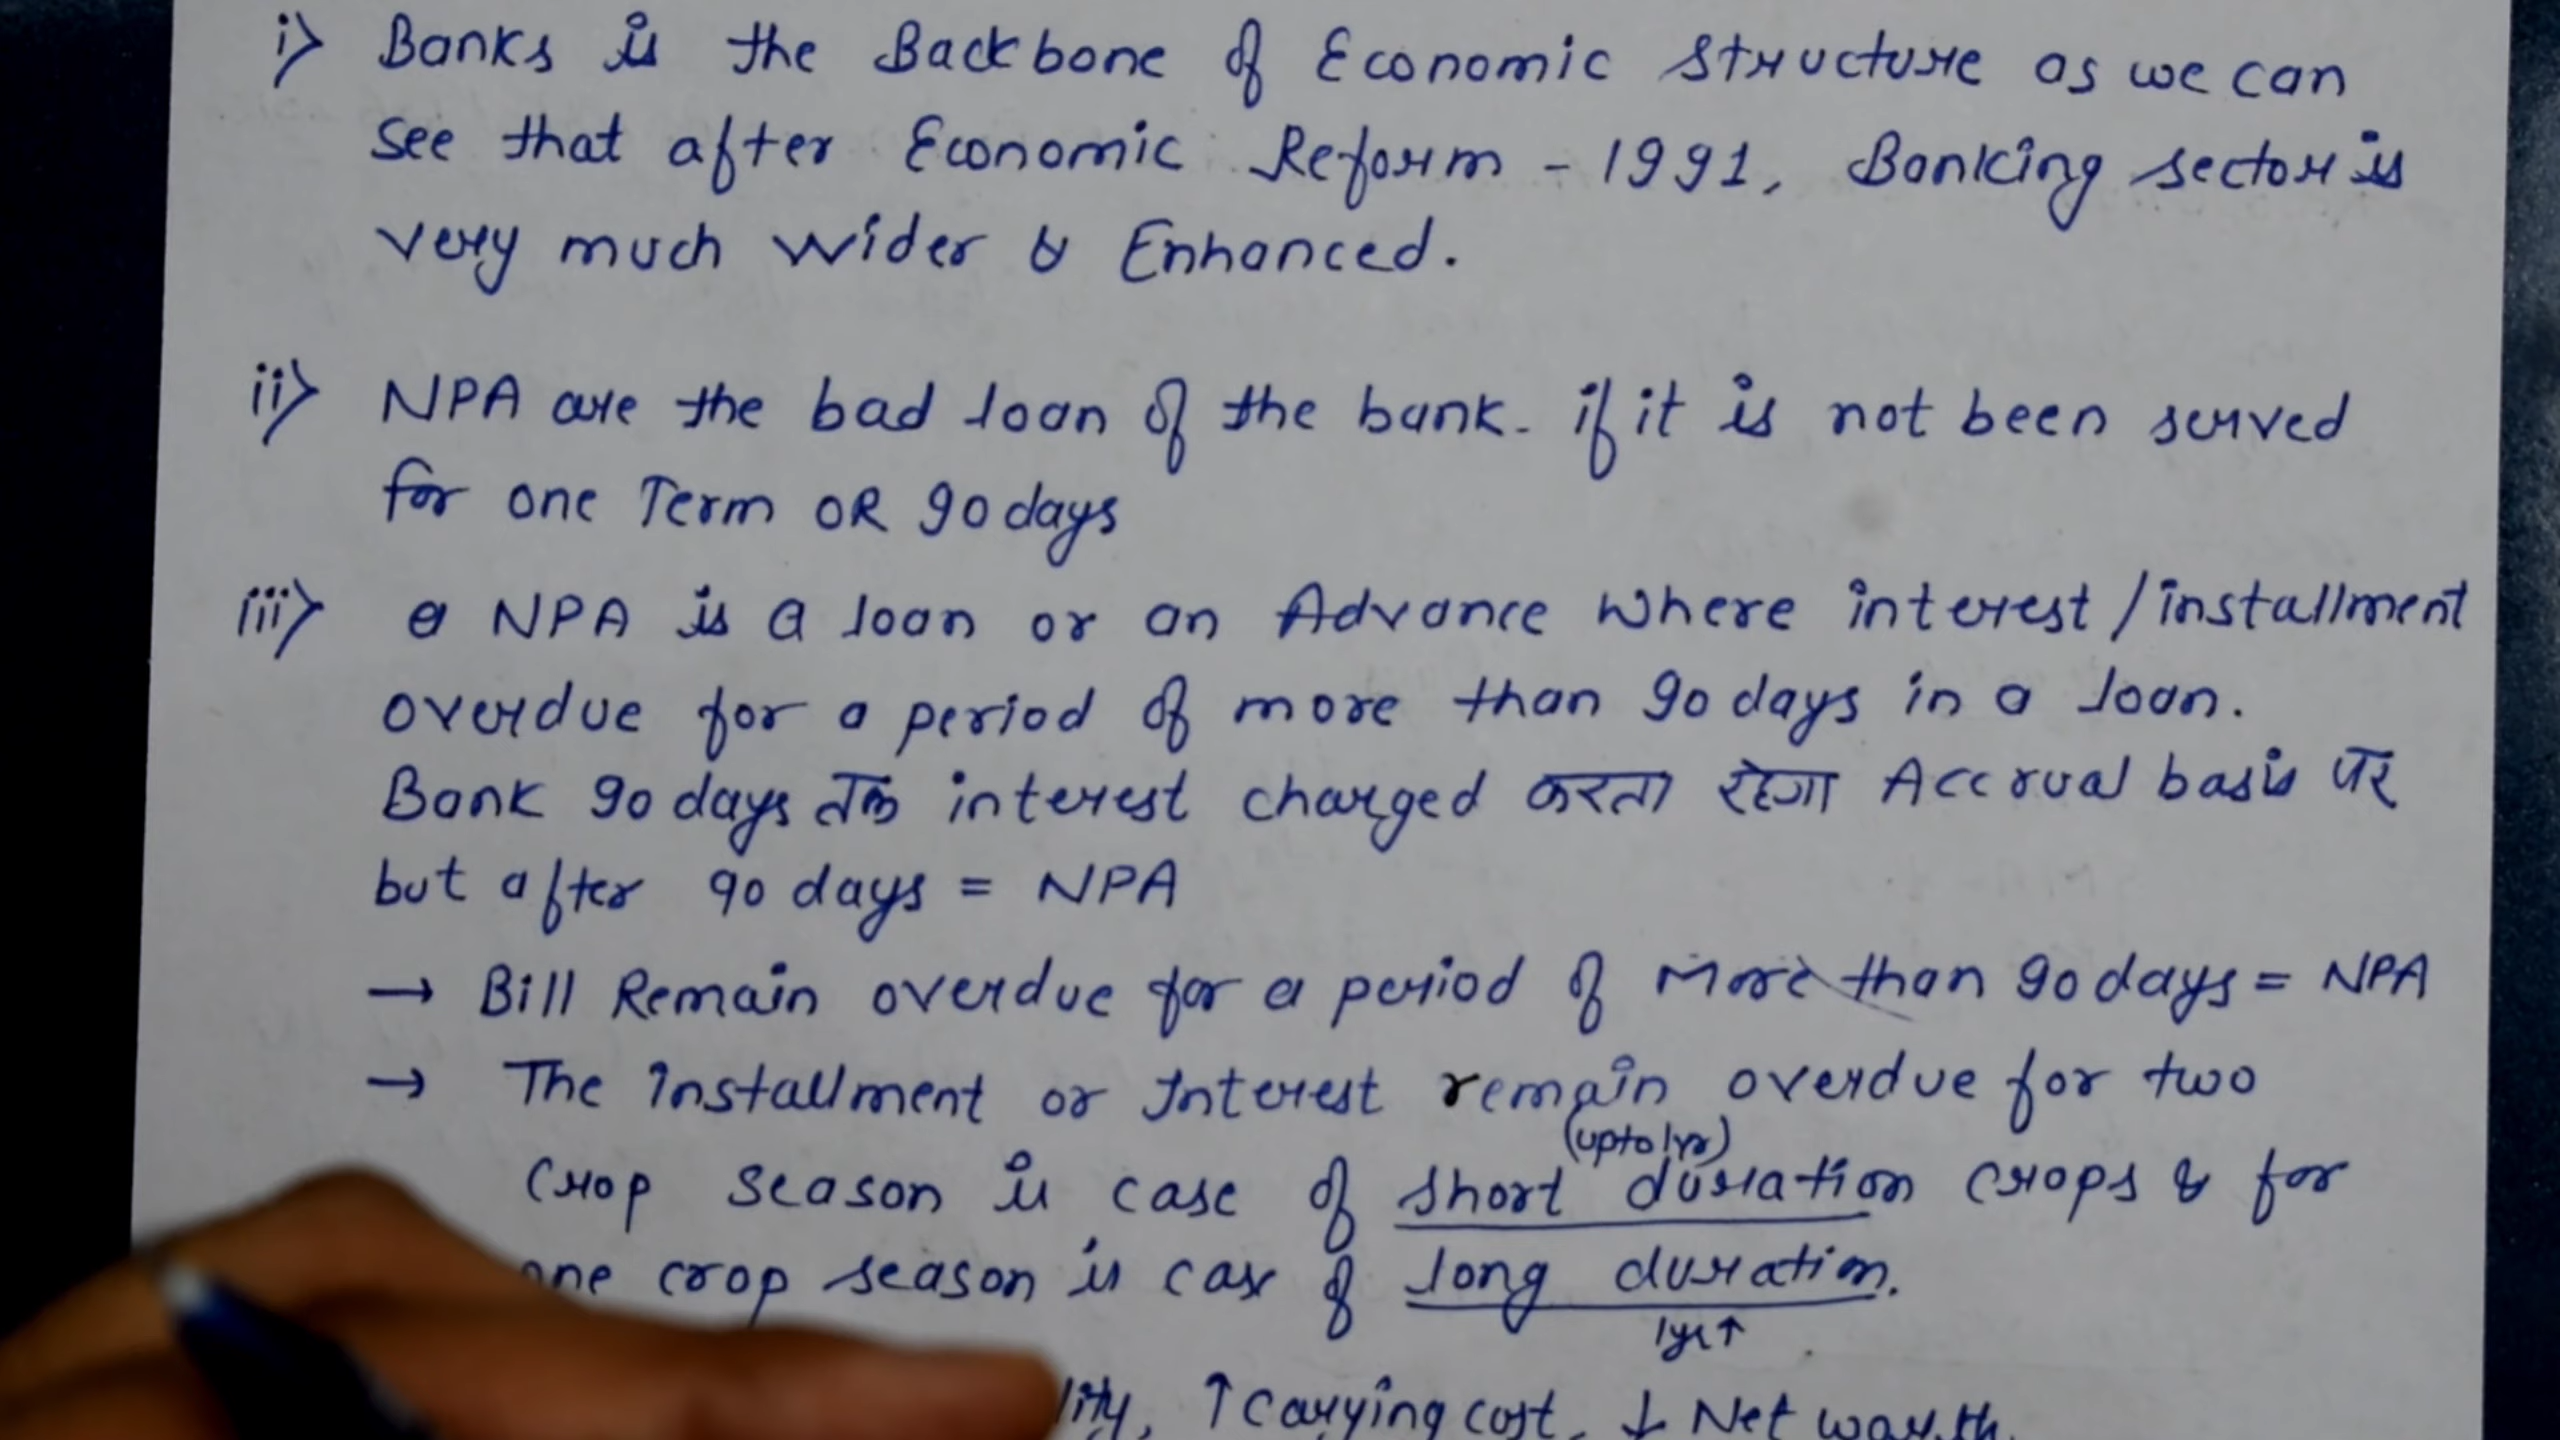 i> Banks is the Backbone of Economic Structure as we can
see that after Economic Reform - 1991, Banking sector is
very much wider & Enhanced.
ii> NPA are the bad loan of the bank. if it is not been served
for one Term OR 90 days
iii> a NPA is a loan or an Advance where interest/installment
overdue for a period of more than 90 days in a loan.
Bank 90 days तक interest charged करता रहेगा Accrual basis पर
but after 90 days = NPA
→ Bill Remain overdue for a period of More than 90 days = NPA
→ The Installment or Interest remain overdue for two
(upto 1yr)
Crop season is case of short duration crops & for
one crop season is case of long duration.
1yr↑
↑ Carrying cost, ↓ Net